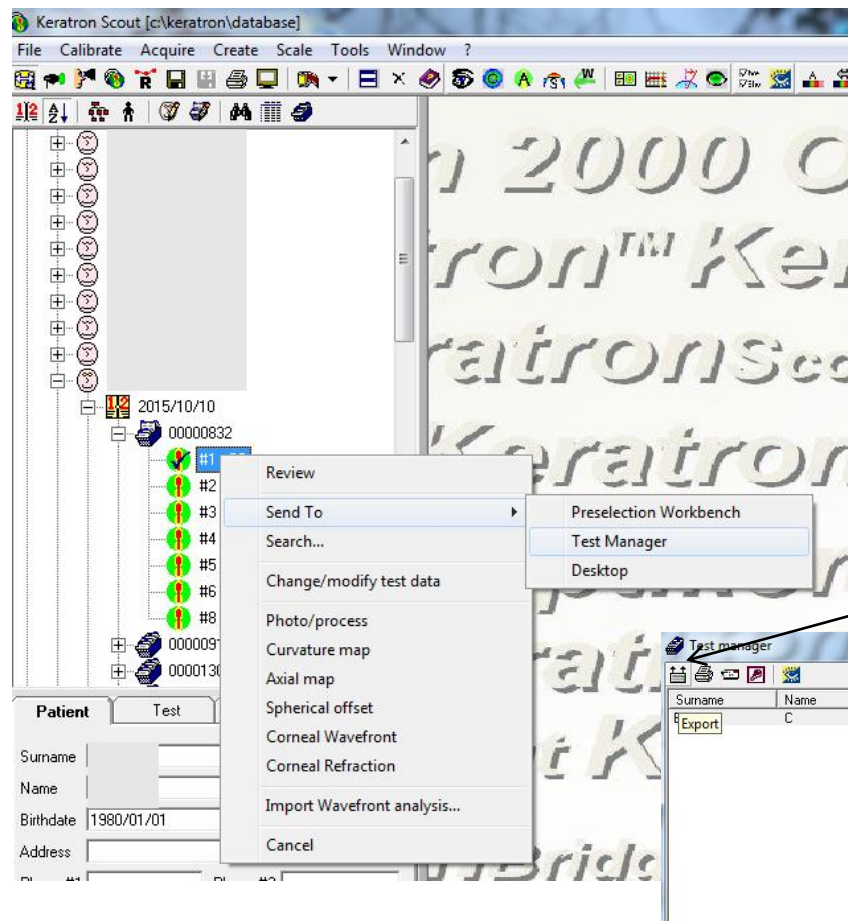 Keratron Scout [c\keratron\database]
File Calibrate Acquire Create Scale Tools Window ?
2015/10/10
00000832
#1
#2
#3
#4
#5
#6
#8
Review
Send To
Search...
Change/modify test data
Photo/process
Curvature map
Axial map
Spherical offset
Corneal Wavefront
Corneal Refraction
Import Wavefront analysis...
Cancel
Preselection Workbench
Test Manager
Desktop
Patient Test
Surname
Name
Birthdate 1980/01/01
Address
Test manager
Surname Name
C
Export
2000